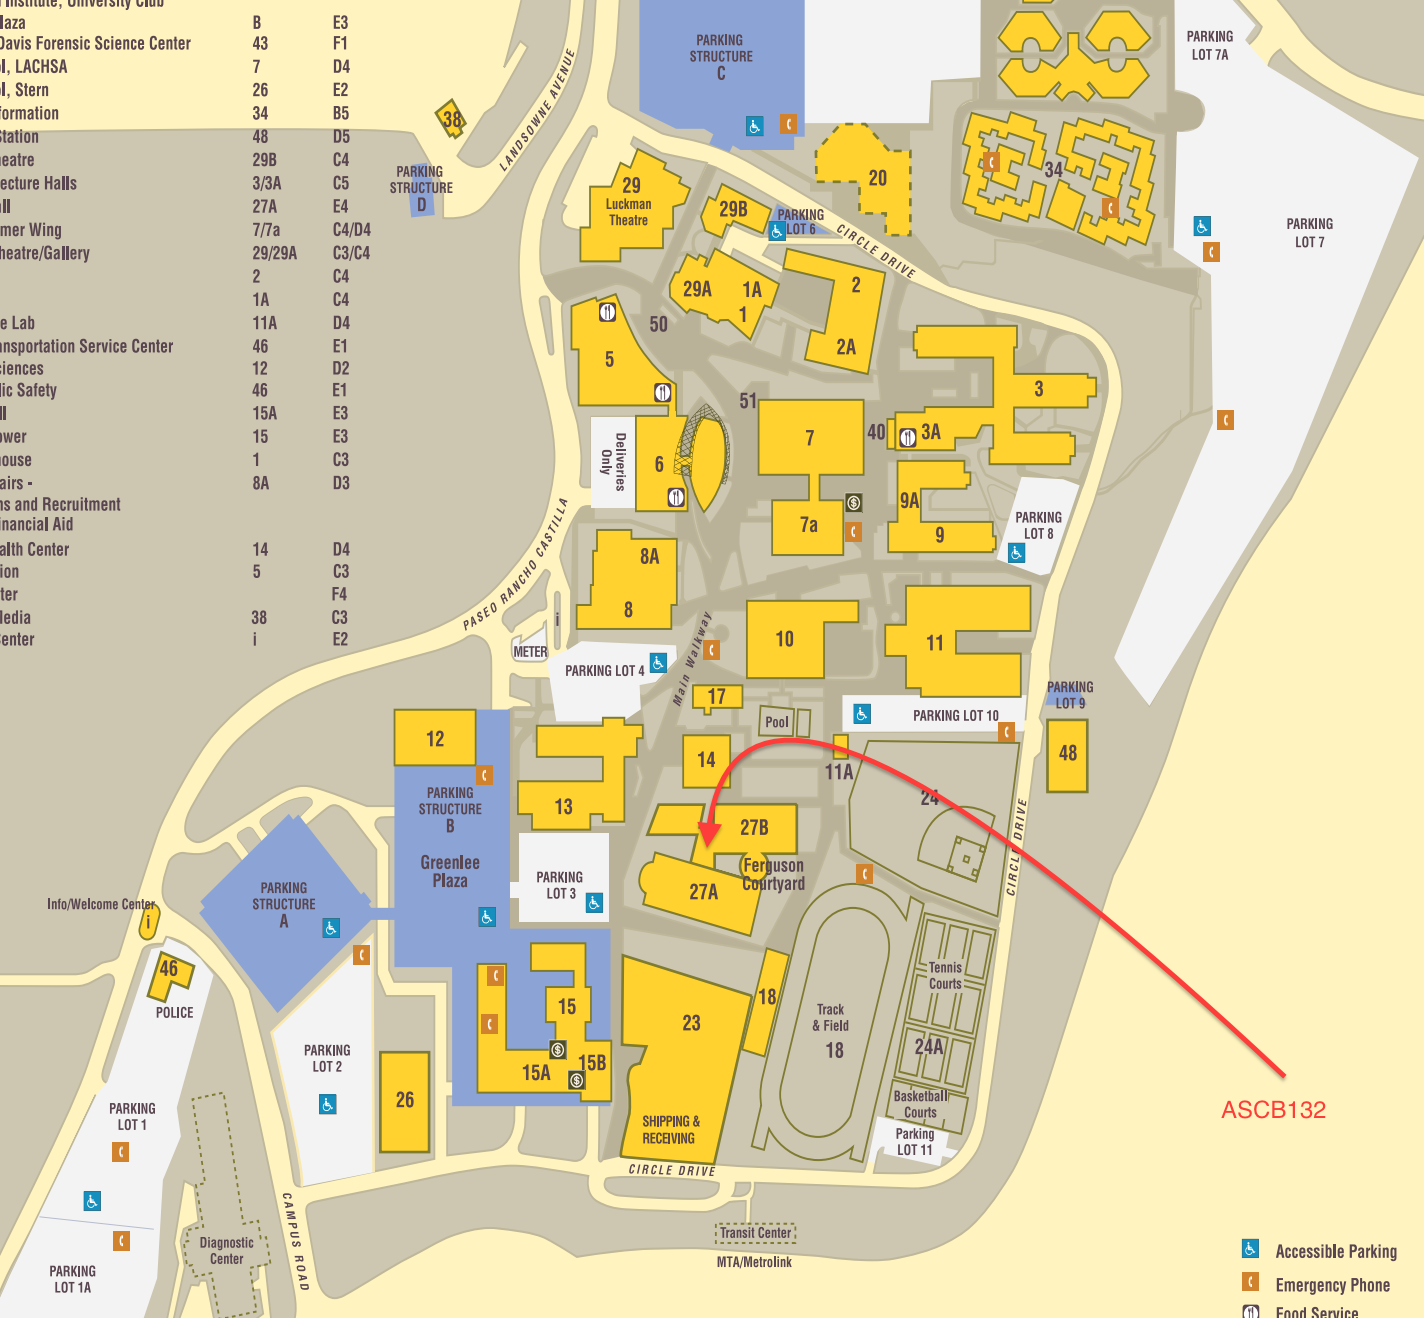 Institute, University Club
laza B E3
Davis Forensic Science Center 43 F1
ol, LACHSA 7 D4
ol, Stern 26 E2
formation 34 B5
Station 48 D5
heatre 29B C4
ecture Halls 3/3A C5
all 27A E4
mer Wing 7/7a C4/D4
heatre/Gallery 29/29A C3/C4
2 C4
1A C4
e Lab 11A D4
ansportation Service Center 46 E1
ciences 12 D2
lic Safety 46 E1
ll 15A E3
ower 15 E3
house 1 C3
airs - 8A D3
ns and Recruitment
inancial Aid
alth Center 14 D4
ion 5 C3
ter F4
Media 38 C3
Center i E2
38
LANDSOWNE AVENUE
PARKING
STRUCTURE
D
PARKING
STRUCTURE
C
PARKING
LOT 7A
29
Luckman
Theatre
29B
PARKING
LOT 6
20
CIRCLE DRIVE
34
PARKING
LOT 7
29A
1A
1
2
2A
50
5
51
3
7
40
3A
Deliveries
Only
6
9A
7a
9
PARKING
LOT 8
PASEO RANCHO CASTILLA
8A
8
i
METER
PARKING LOT 4
Main Walkway
10
11
17
Pool
PARKING LOT 10
PARKING
LOT 9
12
14
11A
48
13
24
PARKING
STRUCTURE
B
Greenlee
Plaza
27B
Ferguson
Courtyard
CIRCLE DRIVE
27A
PARKING
LOT 3
PARKING
STRUCTURE
A
Info/Welcome Center
i
46
POLICE
Tennis
Courts
15
18
23
Track
& Field
18
24A
15B
15A
PARKING
LOT 2
26
PARKING
LOT 1
Basketball
Courts
ASCB132
SHIPPING &
RECEIVING
Parking
LOT 11
CIRCLE DRIVE
CAMPUS ROAD
Transit Center
MTA/Metrolink
Diagnostic
Center
PARKING
LOT 1A
Accessible Parking
Emergency Phone
Food Service